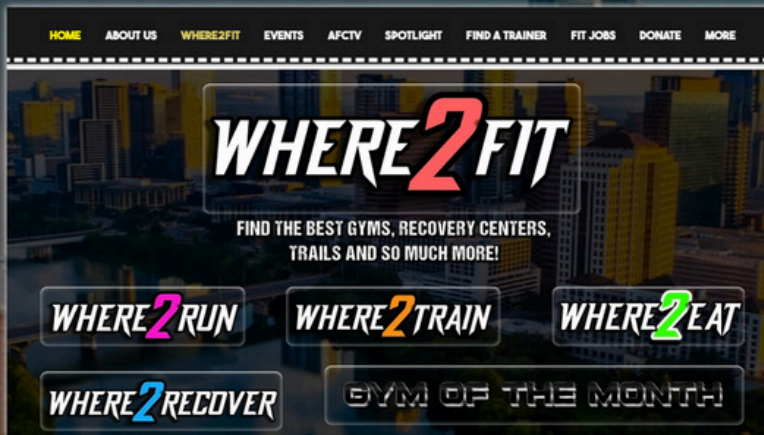 HOME ABOUT US WHERE2FIT EVENTS AFCTV SPOTLIGHT FIND A TRAINER FIT JOBS DONATE MORE
WHERE2FIT
FIND THE BEST GYMS, RECOVERY CENTERS,
TRAILS AND SO MUCH MORE!
WHERE2RUN WHERE2TRAIN WHERE2EAT
WHERE2RECOVER GYM OF THE MONTH